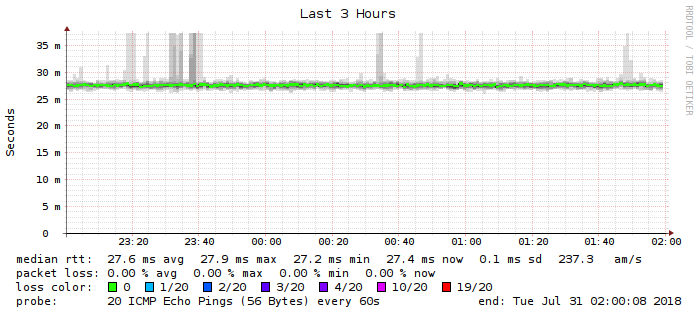 Last 3 Hours
RRDTOOL / TOBI OETIKER
Seconds
35 m
30 m
25 m
20 m
15 m
10 m
5 m
0
23:20 23:40 00:00 00:20 00:40 01:00 01:20 01:40 02:00
median rtt: 27.6 ms avg 27.9 ms max 27.2 ms min 27.4 ms now 0.1 ms sd 237.3 am/s
packet loss: 0.00 % avg 0.00 % max 0.00 % min 0.00 % now
loss color: 0 1/20 2/20 3/20 4/20 10/20 19/20
probe: 20 ICMP Echo Pings (56 Bytes) every 60s end: Tue Jul 31 02:00:08 2018